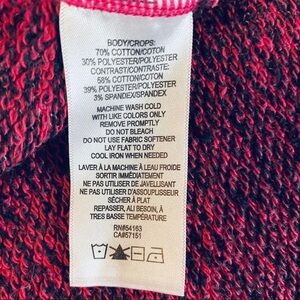 BODY/CROPS:
70% COTTON/COTON
30% POLYESTER/POLYESTER
CONTRAST/CONTRASTE:
58% COTTON/COTON
39% POLYESTER/POLYESTER
3% SPANDEX/SPANDEX
MACHINE WASH COLD
WITH LIKE COLORS ONLY
REMOVE PROMPTLY
DO NOT BLEACH
DO NOT USE FABRIC SOFTENER
LAY FLAT TO DRY
COOL IRON WHEN NEEDED
LAVER À LA MACHINE À L'EAU FROIDE
SORTIR IMMÉDIATEMENT
NE PAS UTILISER DE JAVELLISANT
NE PAS UTILISER D'ASSOUPLISSEUR
SÉCHER À PLAT
REPASSER, AU BESOIN, À
TRES BASSE TEMPÉRATURE
RN#54163
CA#57151